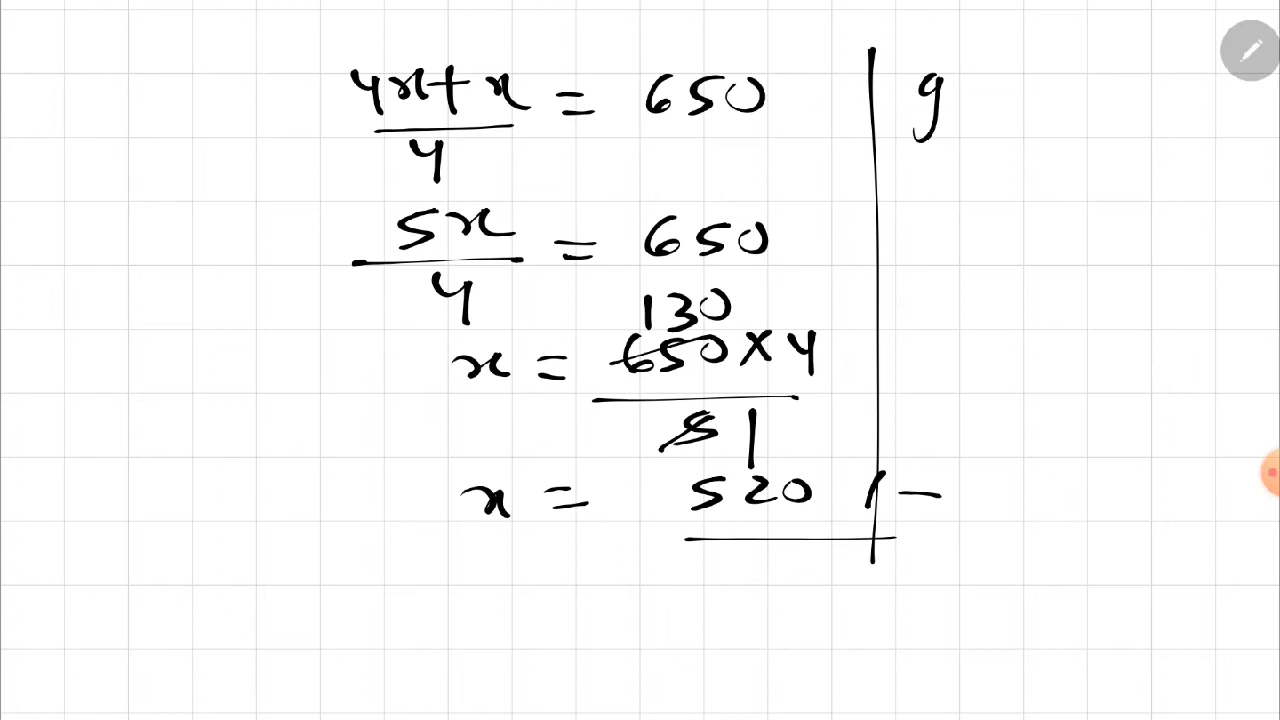 4x+x/4 = 650
5x/4 = 650
130
x = 650×4/5 1
x = 520/-
g